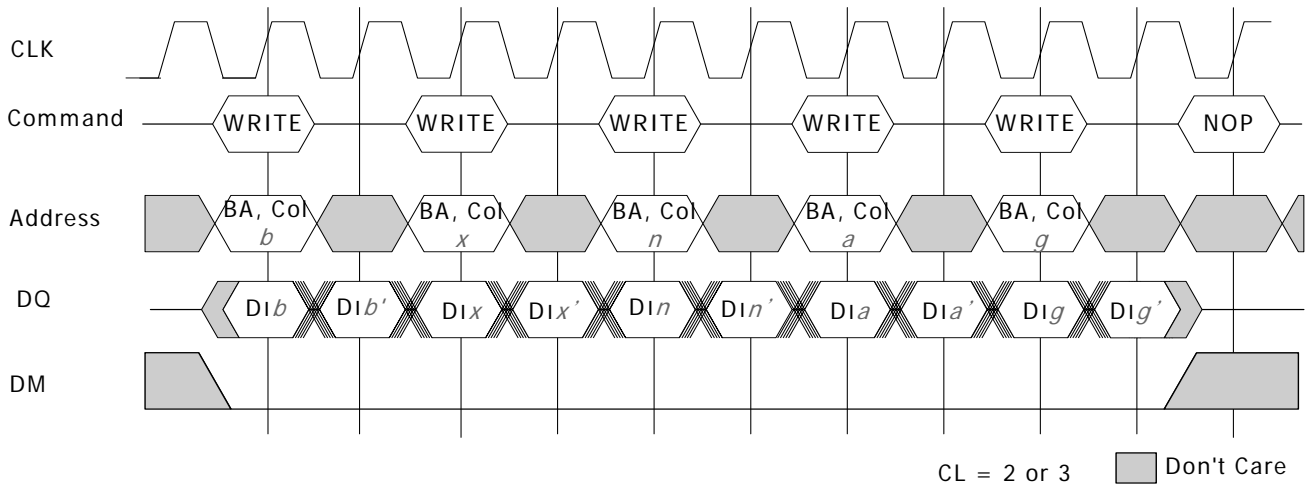 CLK
Command WRITE WRITE WRITE WRITE WRITE NOP
Address BA, Col BA, Col BA, Col BA, Col BA, Col
b x n a g
DQ DIb DIb' DIx DIx’ DIn DIn’ DIa DIa’ DIg DIg’
DM
CL = 2 or 3 Don't Care